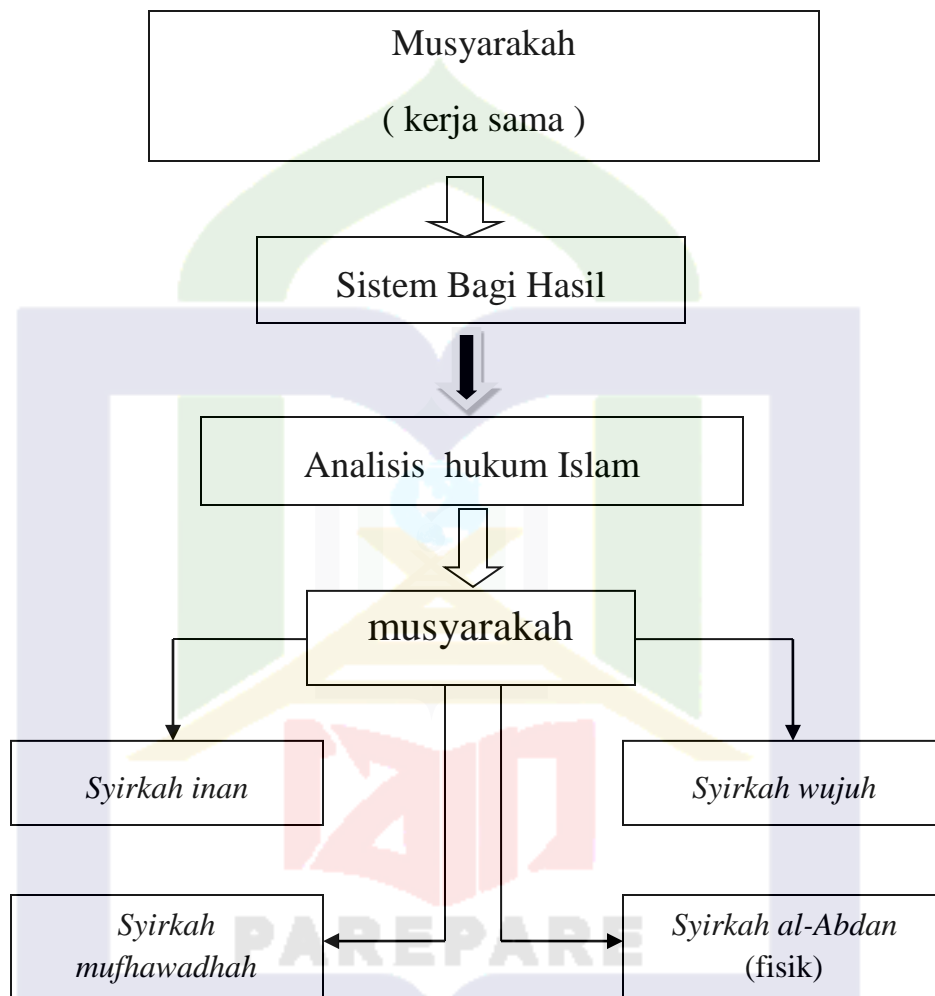 Musyarakah
( kerja sama )
Sistem Bagi Hasil
Analisis hukum Islam
musyarakah
Syirkah inan
Syirkah wujuh
Syirkah
mufhawadhah
Syirkah al-Abdan
(fisik)
PAREPARE